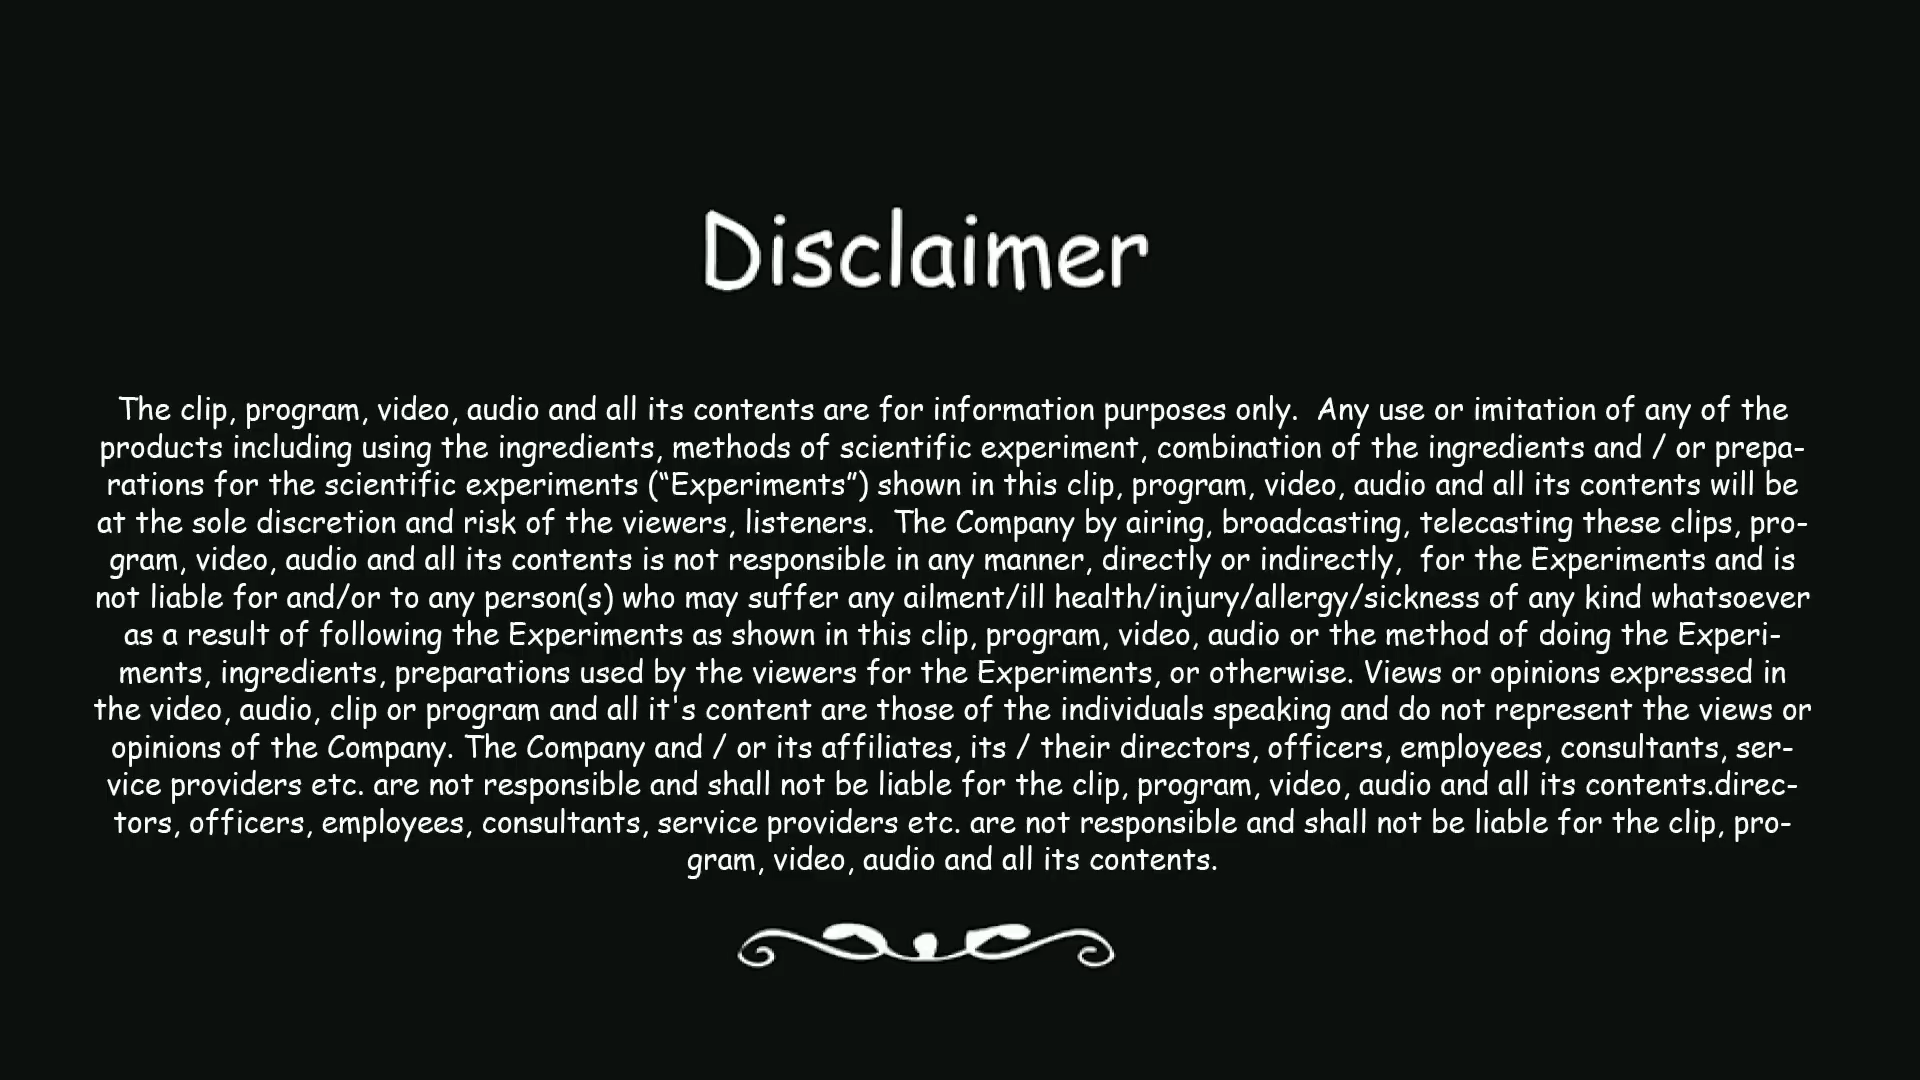 Disclaimer
The clip, program, video, audio and all its contents are for information purposes only.  Any use or imitation of any of the
products including using the ingredients, methods of scientific experiment, combination of the ingredients and / or prepa-
rations for the scientific experiments (“Experiments”) shown in this clip, program, video, audio and all its contents will be
at the sole discretion and risk of the viewers, listeners.  The Company by airing, broadcasting, telecasting these clips, pro-
gram, video, audio and all its contents is not responsible in any manner, directly or indirectly,  for the Experiments and is
not liable for and/or to any person(s) who may suffer any ailment/ill health/injury/allergy/sickness of any kind whatsoever
as a result of following the Experiments as shown in this clip, program, video, audio or the method of doing the Experi-
ments, ingredients, preparations used by the viewers for the Experiments, or otherwise. Views or opinions expressed in
the video, audio, clip or program and all it's content are those of the individuals speaking and do not represent the views or
opinions of the Company. The Company and / or its affiliates, its / their directors, officers, employees, consultants, ser-
vice providers etc. are not responsible and shall not be liable for the clip, program, video, audio and all its contents.direc-
tors, officers, employees, consultants, service providers etc. are not responsible and shall not be liable for the clip, pro-
gram, video, audio and all its contents.